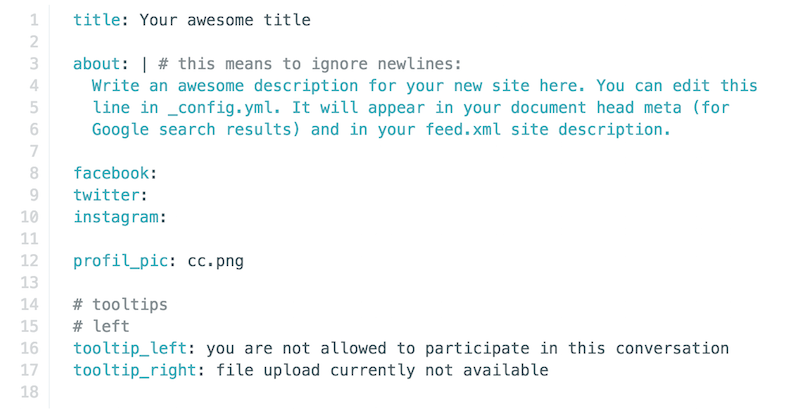 1 title: Your awesome title
2
3 about: | # this means to ignore newlines:
4 Write an awesome description for your new site here. You can edit this
5 line in _config.yml. It will appear in your document head meta (for
6 Google search results) and in your feed.xml site description.
7
8 facebook:
9 twitter:
10 instagram:
11
12 profil_pic: cc.png
13
14 # tooltips
15 # left
16 tooltip_left: you are not allowed to participate in this conversation
17 tooltip_right: file upload currently not available
18